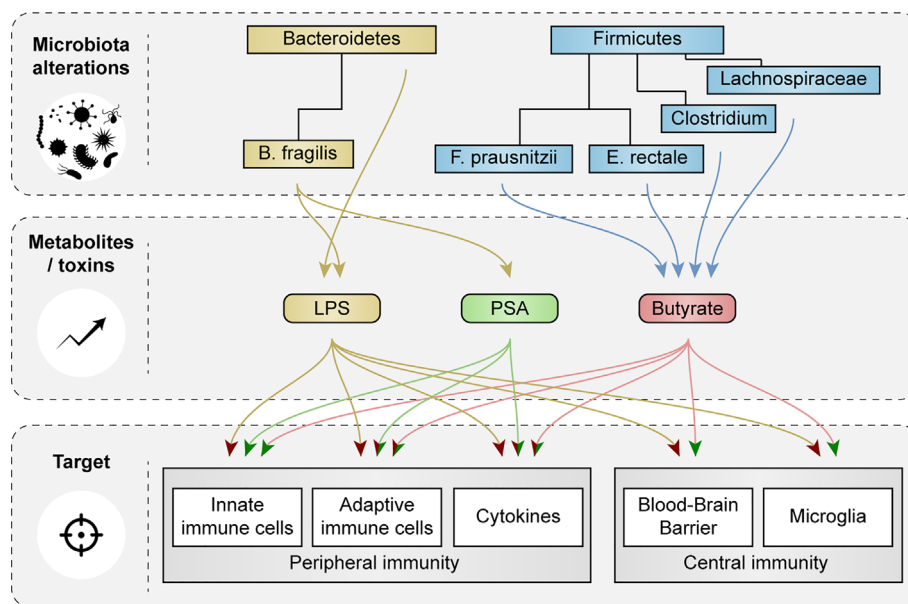 Microbiota
alterations
Bacteroidetes
Firmicutes
Lachnospiraceae
Clostridium
B. fragilis
F. prausnitzii
E. rectale
Metabolites
/ toxins
LPS
PSA
Butyrate
Target
Innate
immune cells
Adaptive
immune cells
Cytokines
Peripheral immunity
Blood-Brain
Barrier
Microglia
Central immunity